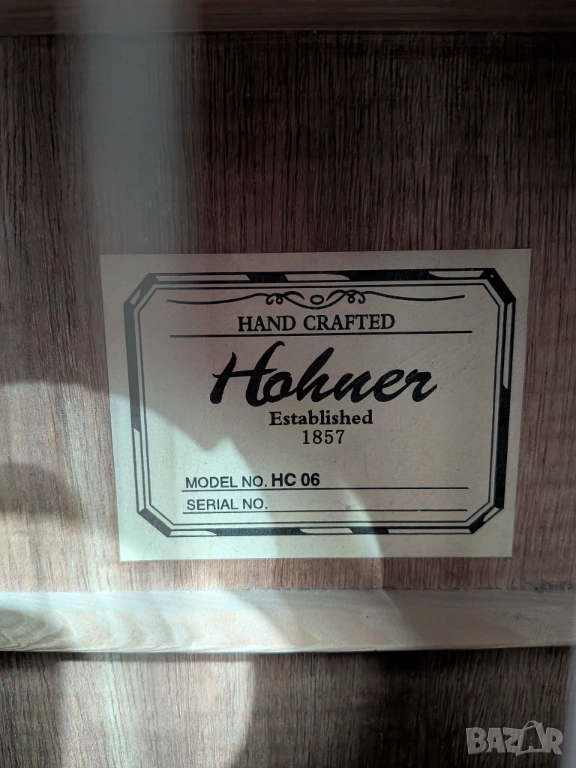 HAND CRAFTED
Hohner
Established
1857
MODEL NO. HC 06
SERIAL NO.
BAZAR